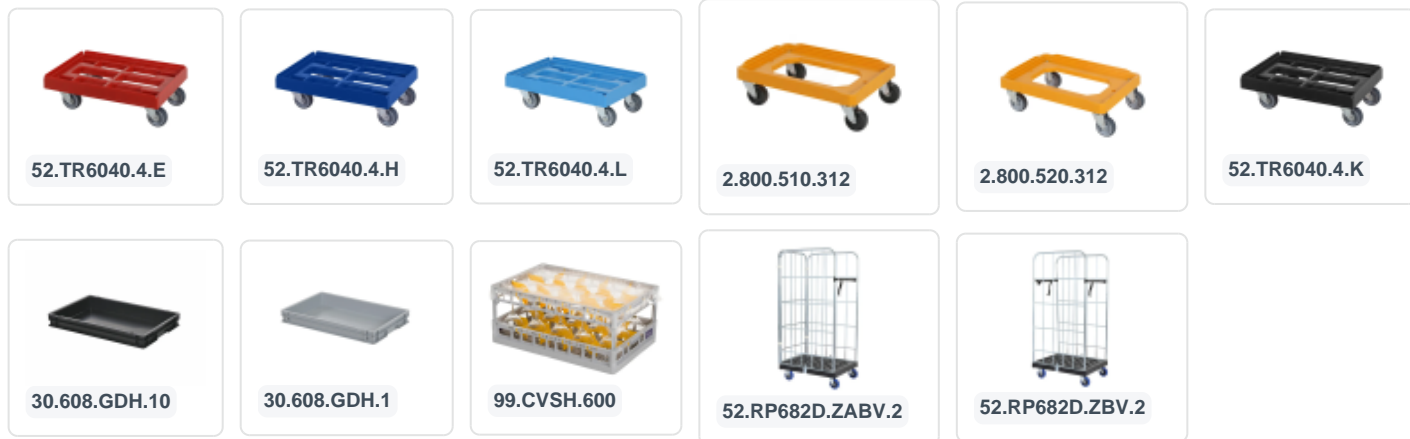 52.TR6040.4.E
52.TR6040.4.H
52.TR6040.4.L
2.800.510.312
2.800.520.312
52.TR6040.4.K
30.608.GDH.10
30.608.GDH.1
99.CVSH.600
52.RP682D.ZABV.2
52.RP682D.ZBV.2